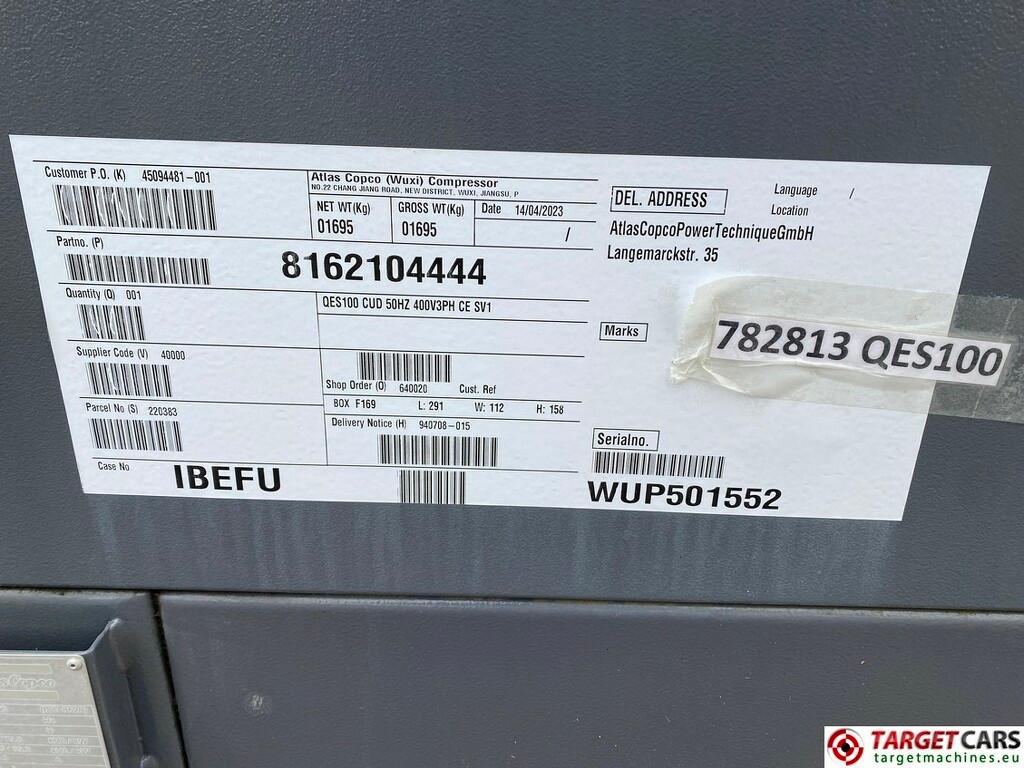 Customer P.O. (K) 45094481-001
Atlas Copco (Wuxi) Compressor
NO.22 CHANG JIANG ROAD, NEW DISTRICT, WUXI, JIANGSU, P
NET WT(Kg) GROSS WT(Kg) Date 14/04/2023
01695 01695 /
DEL. ADDRESS
Language /
Location
AtlasCopcoPowerTechniqueGmbH
Langemarckstr. 35
Partno. (P)
8162104444
Quantity (Q) 001
QES100 CUD 50HZ 400V3PH CE SV1
Marks
782813 QES100
Supplier Code (V) 40000
Shop Order (O) 640020 Cust. Ref
Parcel No (S) 220383
BOX F169 L: 291 W: 112 H: 158
Delivery Notice (H) 940708-015
Serialno.
Case No
IBEFU
WUP501552
TARGETCARS
targetmachines.eu